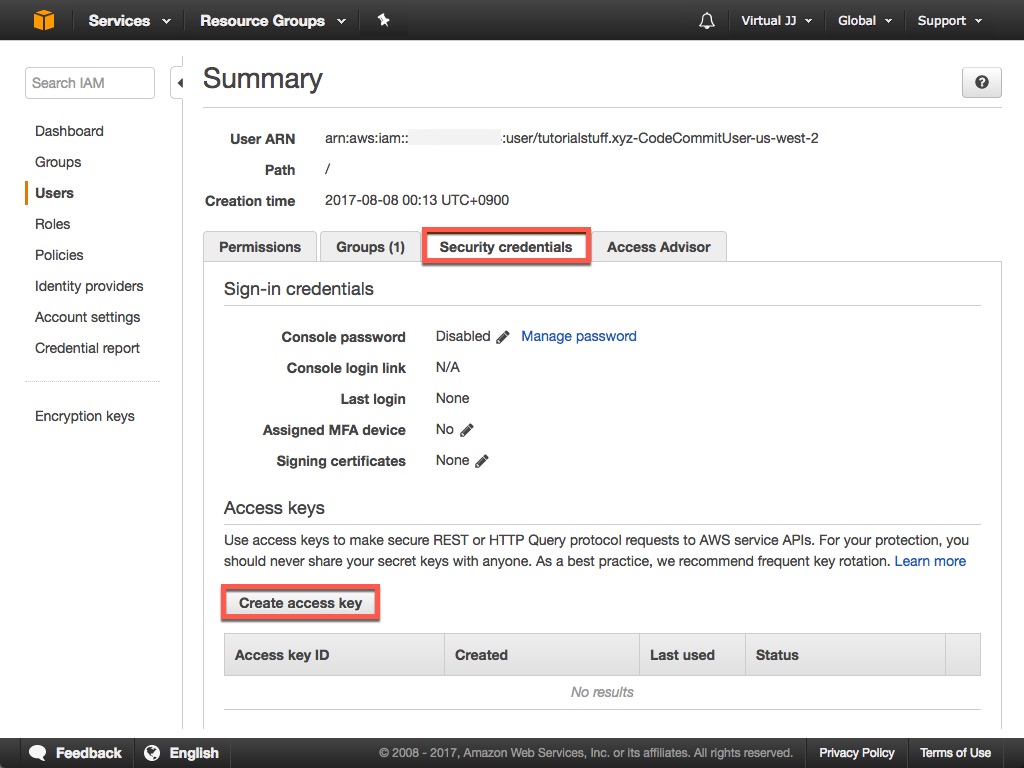 Services Resource Groups Virtual JJ Global Support
Search IAM
Summary
?
Dashboard
Groups
Users
Roles
Policies
Identity providers
Account settings
Credential report
Encryption keys
User ARN arn:aws:iam:: :user/tutorialstuff.xyz-CodeCommitUser-us-west-2
Path /
Creation time 2017-08-08 00:13 UTC+0900
Permissions Groups (1) Security credentials Access Advisor
Sign-in credentials
Console password Disabled Manage password
Console login link N/A
Last login None
Assigned MFA device No
Signing certificates None
Access keys
Use access keys to make secure REST or HTTP Query protocol requests to AWS service APIs. For your protection, you
should never share your secret keys with anyone. As a best practice, we recommend frequent key rotation. Learn more
Create access key
Access key ID Created Last used Status
No results
Feedback English © 2008 - 2017, Amazon Web Services, Inc. or its affiliates. All rights reserved. Privacy Policy Terms of Use